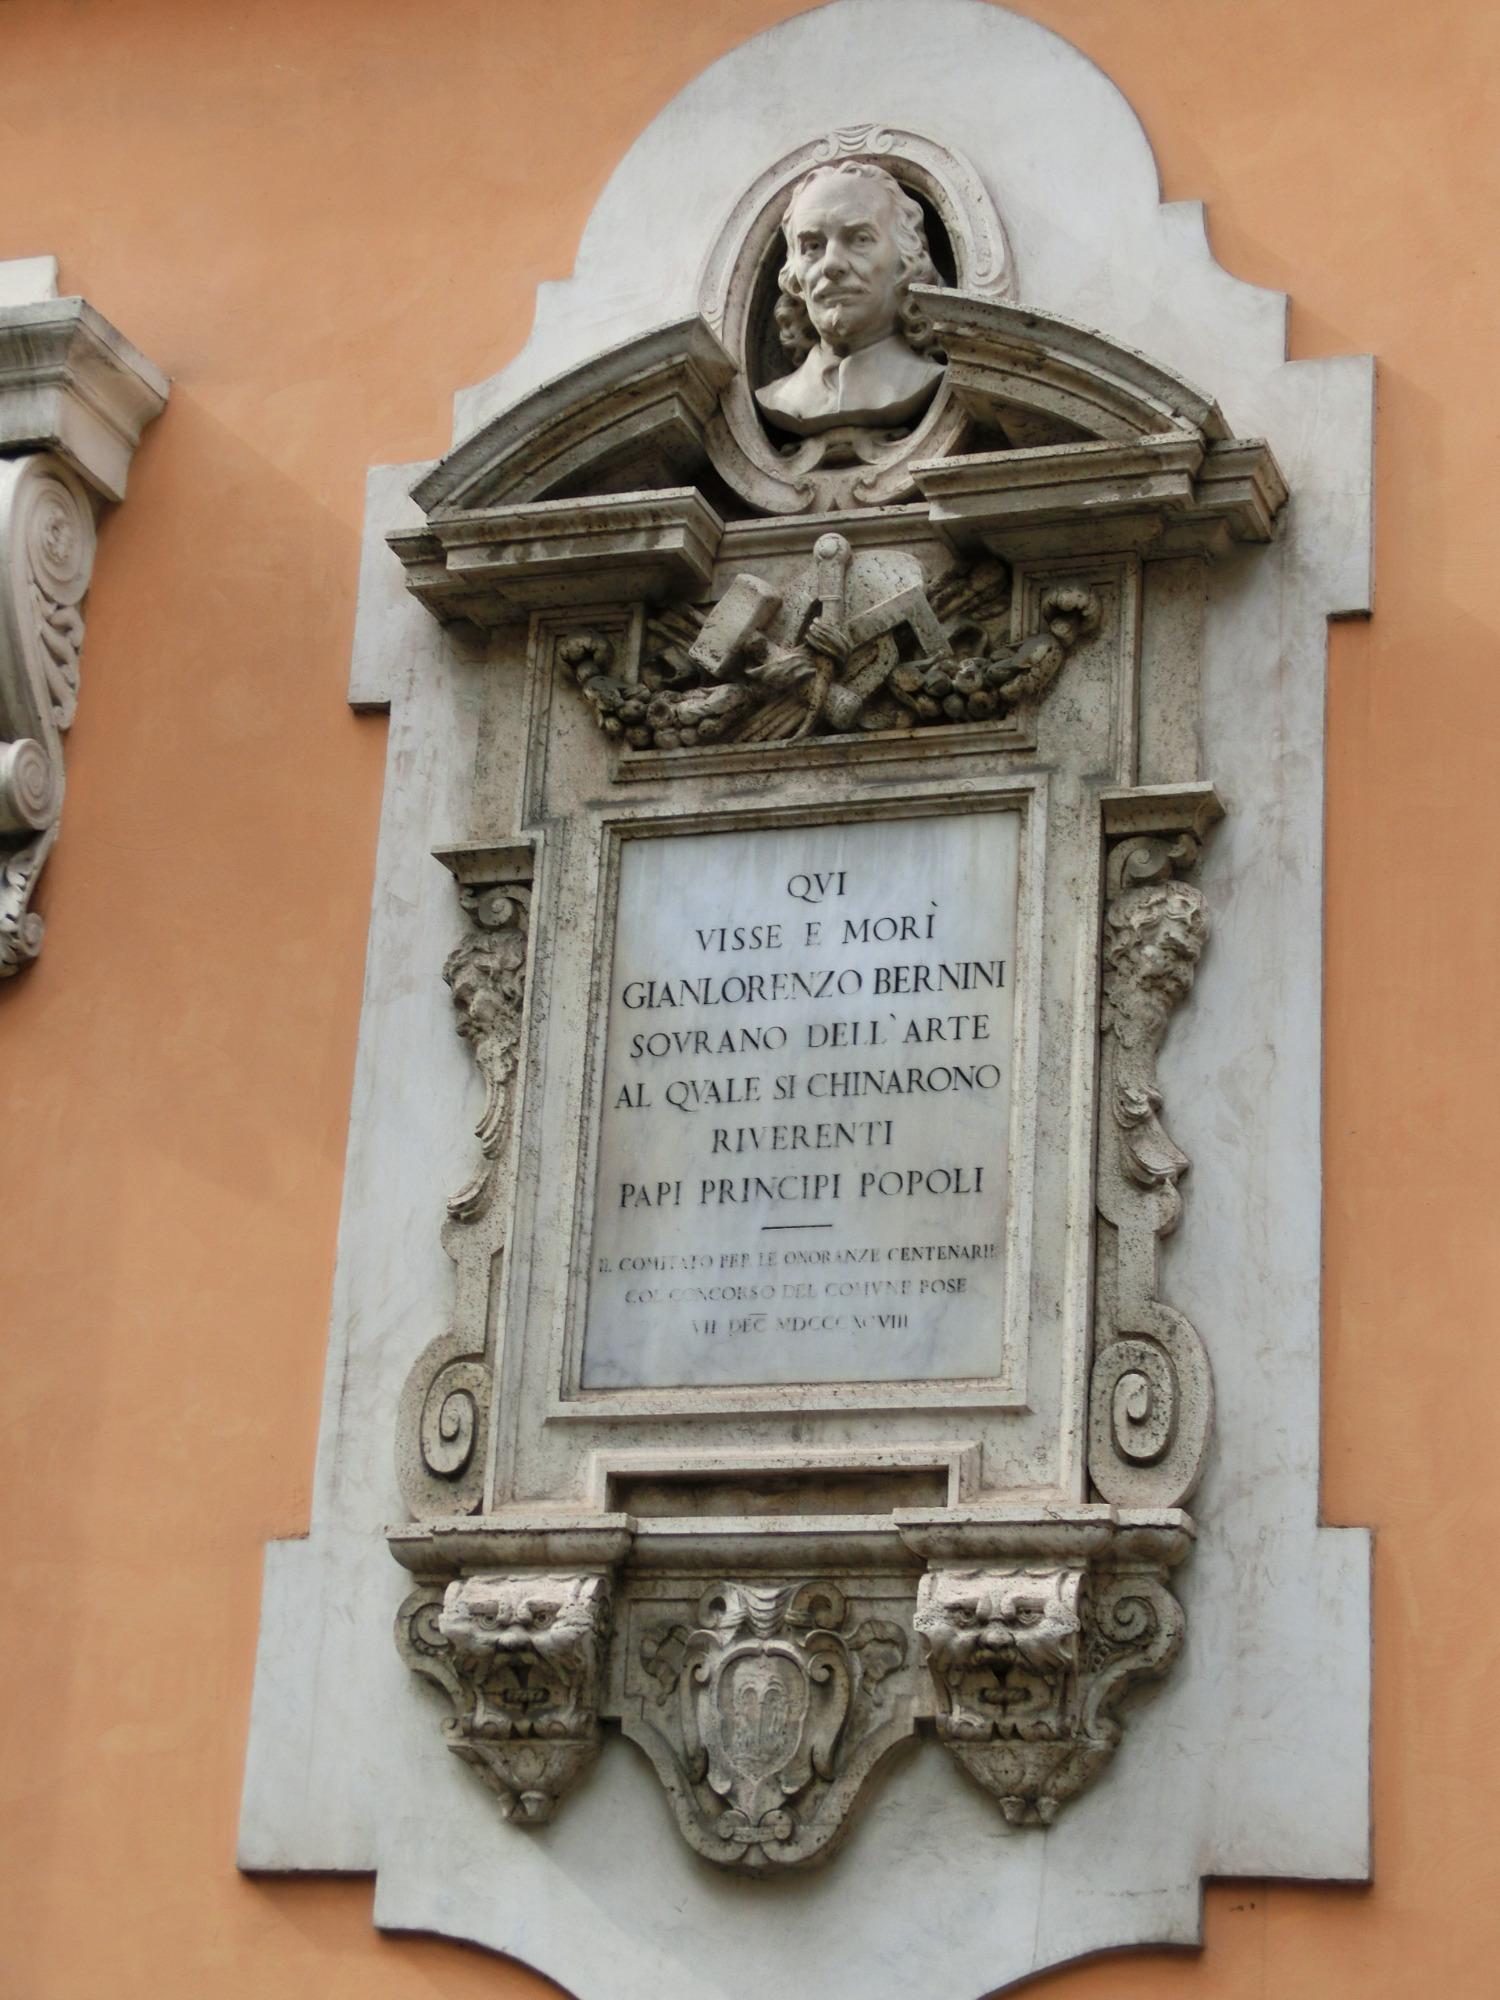 QVI
VISSE E MORÌ
GIANLORENZO BERNINI
SOVRANO DELL'ARTE
AL QVALE SI CHINARONO
RIVERENTI
PAPI PRINCIPI POPOLI
IL COMITATO PER LE ONORANZE CENTENARIE
COL CONCORSO DEL COMVNE POSE
VII DEC MDCCCXCVIII